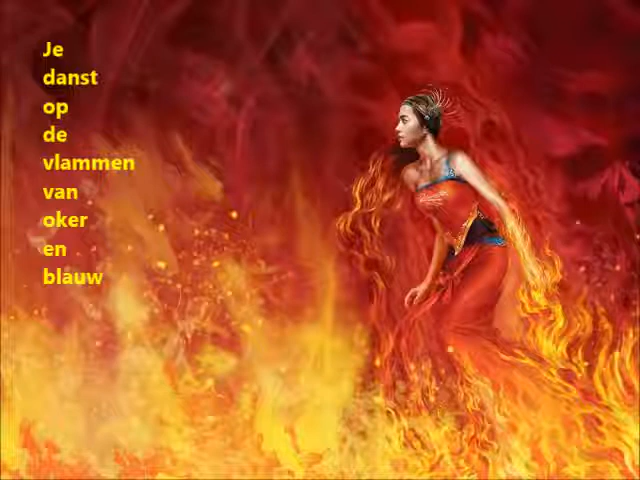 Je
danst
op
de
vlammen
van
oker
en
blauw